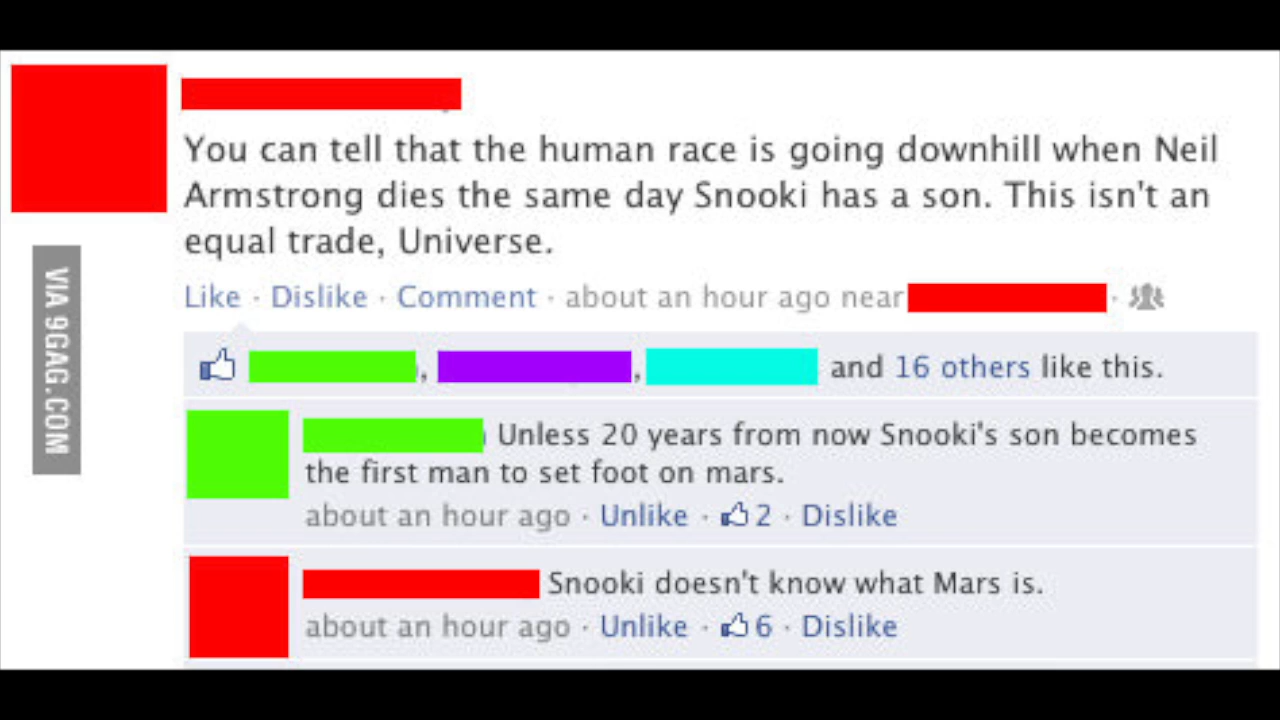 You can tell that the human race is going downhill when Neil
Armstrong dies the same day Snooki has a son. This isn't an
equal trade, Universe.
Like · Dislike · Comment · about an hour ago near ·
VIA 9GAG.COM
, , and 16 others like this.
Unless 20 years from now Snooki's son becomes
the first man to set foot on mars.
about an hour ago · Unlike · 2 · Dislike
Snooki doesn't know what Mars is.
about an hour ago · Unlike · 6 · Dislike